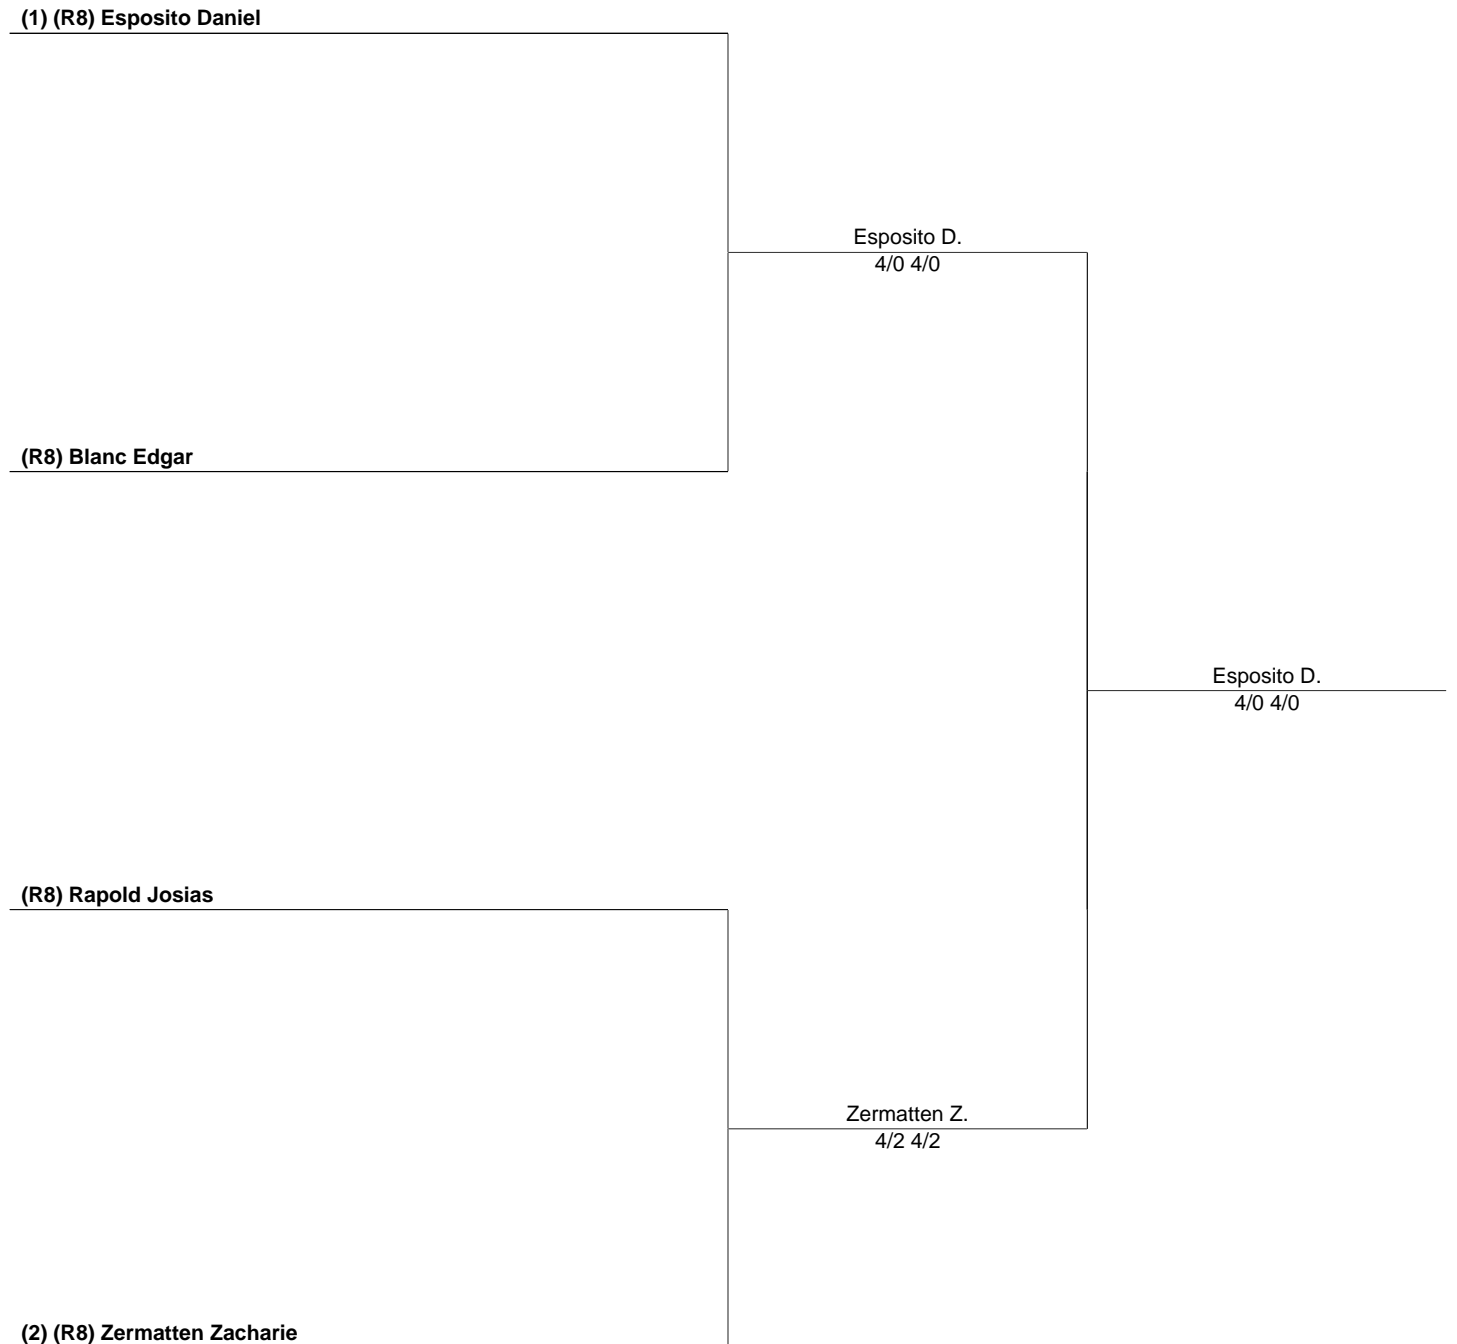 (1) (R8) Esposito Daniel
Esposito D.
4/0 4/0
(R8) Blanc Edgar
Esposito D.
4/0 4/0
(R8) Rapold Josias
Zermatten Z.
4/2 4/2
(2) (R8) Zermatten Zacharie